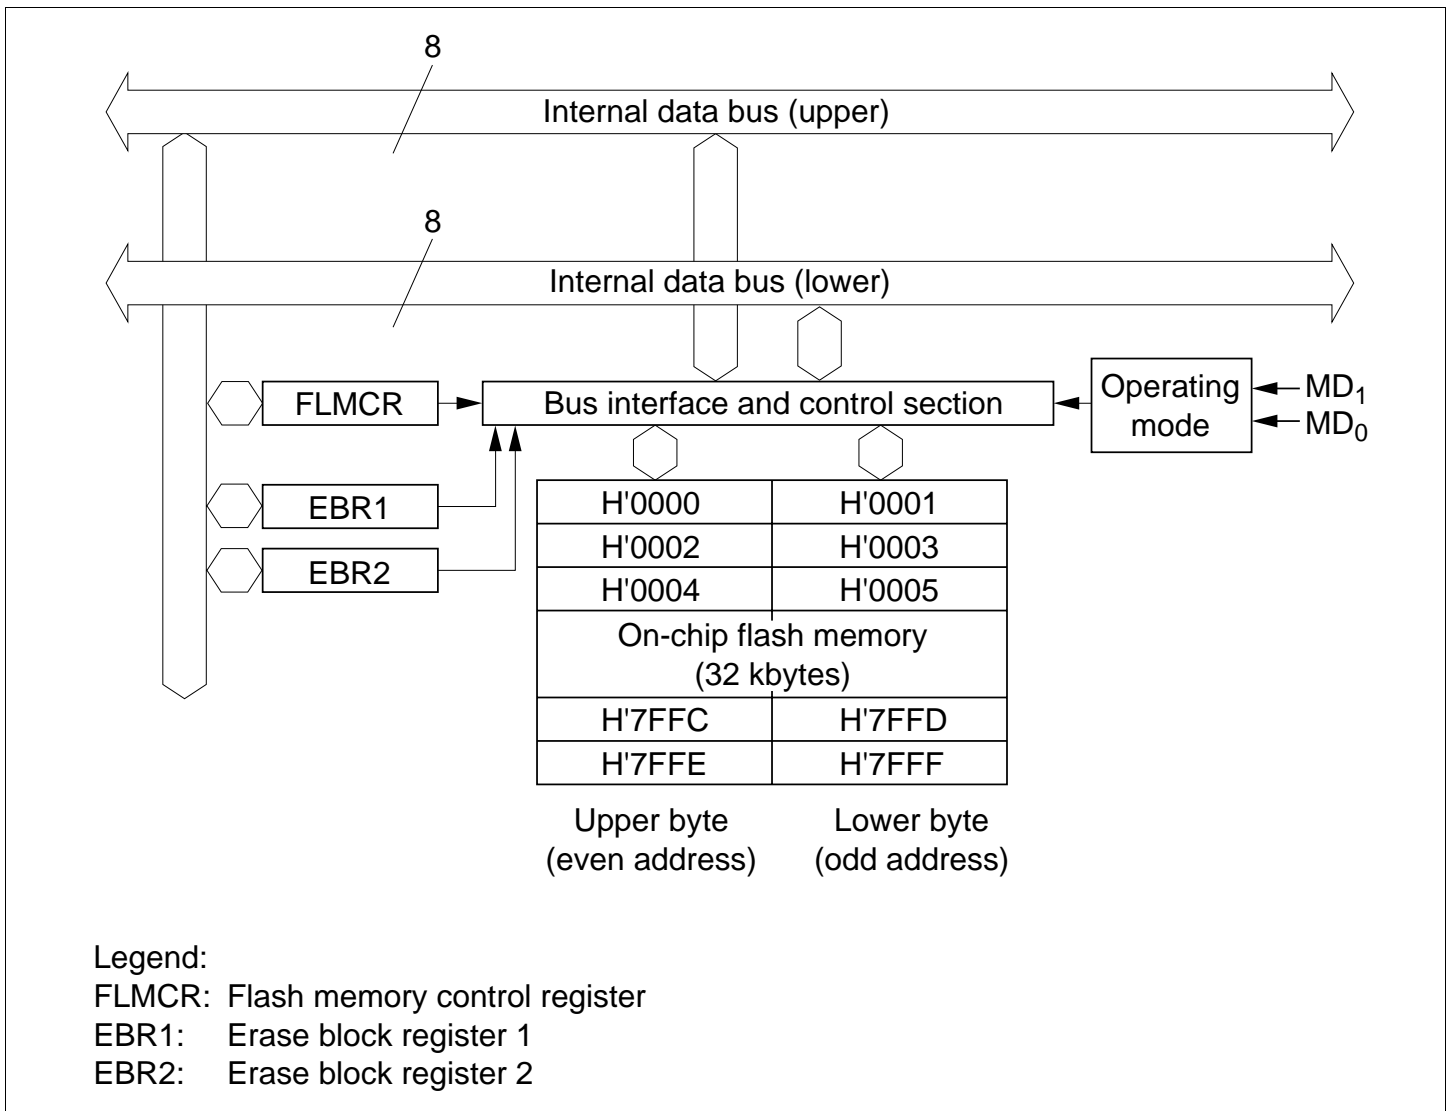 8
Internal data bus (upper)
8
Internal data bus (lower)
FLMCR
Bus interface and control section
Operating
mode
MD1
MD0
EBR1
EBR2
H'0000 H'0001
H'0002 H'0003
H'0004 H'0005
On-chip flash memory
(32 kbytes)
H'7FFC H'7FFD
H'7FFE H'7FFF
Upper byte
(even address)
Lower byte
(odd address)
Legend:
FLMCR: Flash memory control register
EBR1: Erase block register 1
EBR2: Erase block register 2